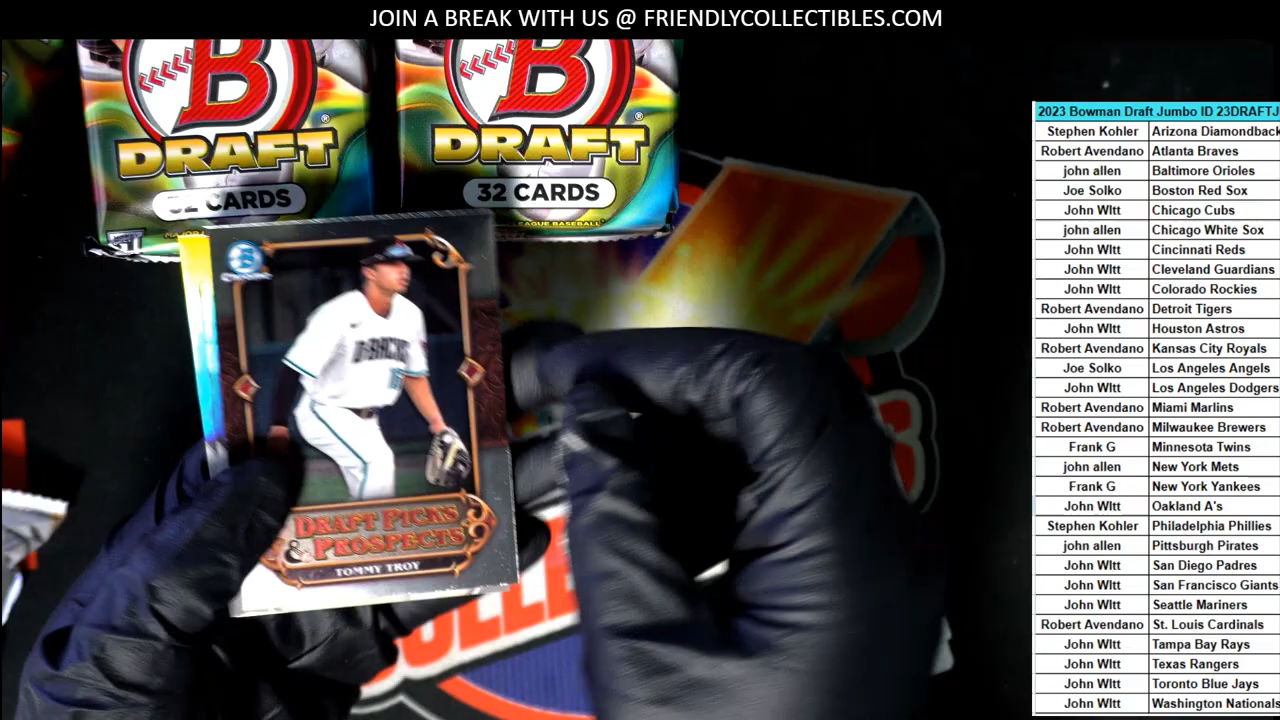 JOIN A BREAK WITH US @ FRIENDLYCOLLECTIBLES.COM
B
DRAFT
®
32 CARDS
B
DRAFT
®
32 CARDS
LEAGUE BASEBALL
D-BACKS
DRAFT PICKS
& PROSPECTS
TOMMY TROY
COLLE
2023 Bowman Draft Jumbo ID 23DRAFTJ
Stephen Kohler Arizona Diamondback
Robert Avendano Atlanta Braves
john allen Baltimore Orioles
Joe Solko Boston Red Sox
John WItt Chicago Cubs
john allen Chicago White Sox
John WItt Cincinnati Reds
John WItt Cleveland Guardians
John WItt Colorado Rockies
Robert Avendano Detroit Tigers
John WItt Houston Astros
Robert Avendano Kansas City Royals
Joe Solko Los Angeles Angels
John WItt Los Angeles Dodgers
Robert Avendano Miami Marlins
Robert Avendano Milwaukee Brewers
Frank G Minnesota Twins
john allen New York Mets
Frank G New York Yankees
John WItt Oakland A's
Stephen Kohler Philadelphia Phillies
john allen Pittsburgh Pirates
John WItt San Diego Padres
John WItt San Francisco Giants
John WItt Seattle Mariners
Robert Avendano St. Louis Cardinals
John WItt Tampa Bay Rays
John WItt Texas Rangers
John WItt Toronto Blue Jays
John WItt Washington Nationals